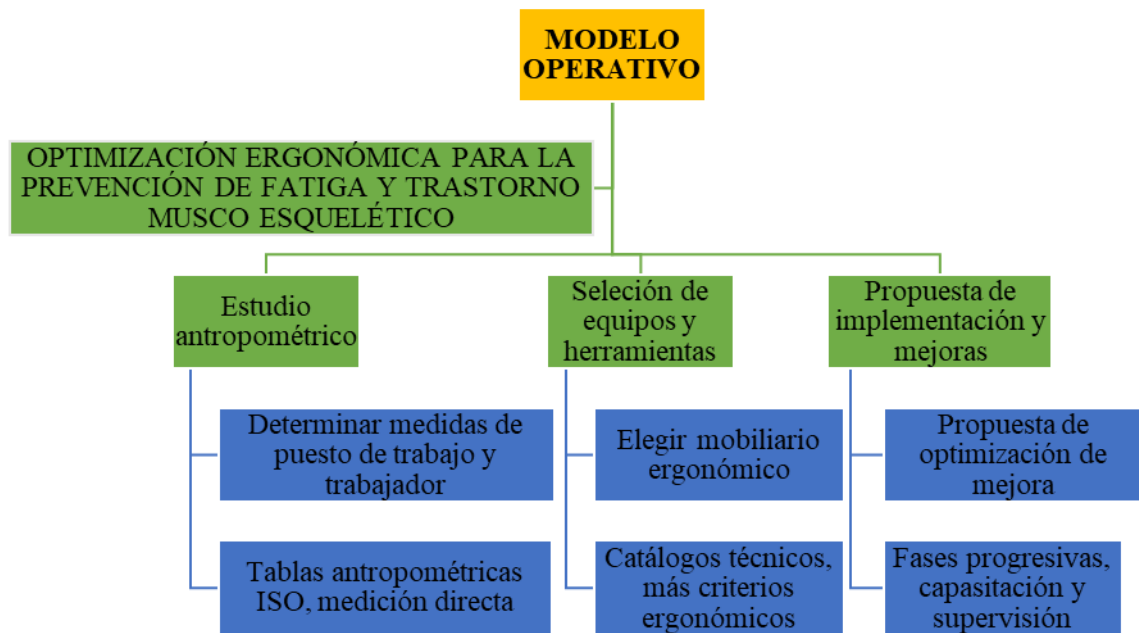 MODELO
OPERATIVO
OPTIMIZACIÓN ERGONÓMICA PARA LA
PREVENCIÓN DE FATIGA Y TRASTORNO
MUSCO ESQUELÉTICO
Estudio
antropométrico
Seleción de
equipos y
herramientas
Propuesta de
implementación y
mejoras
Determinar medidas de
puesto de trabajo y
trabajador
Elegir mobiliario
ergonómico
Propuesta de
optimización de
mejora
Tablas antropométricas
ISO, medición directa
Catálogos técnicos,
más criterios
ergonómicos
Fases progresivas,
capasitación y
supervisión